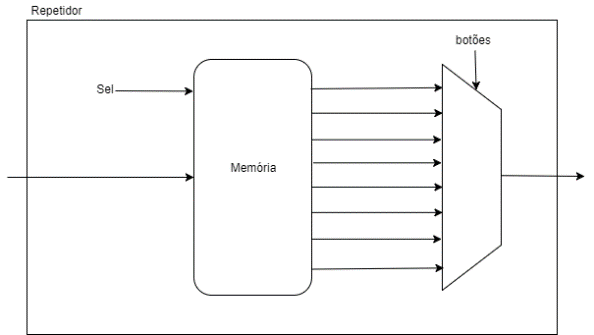 Repetidor
botões
Sel
Memória